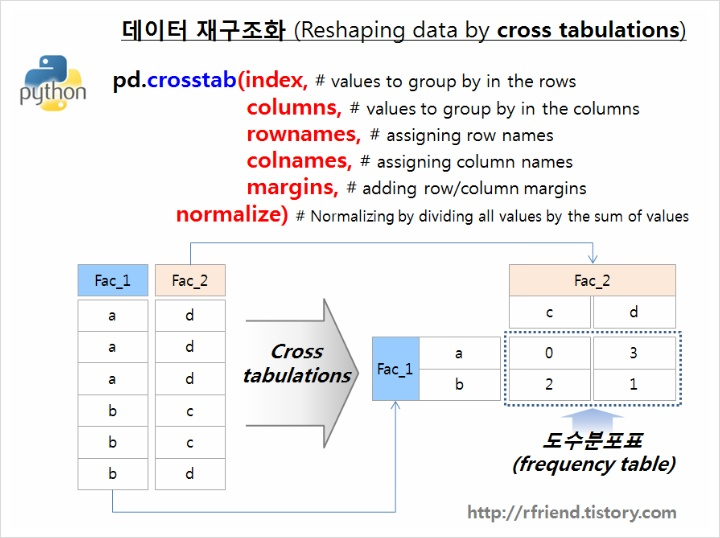 데이터 재구조화 (Reshaping data by cross tabulations)
python
pd.crosstab(index, # values to group by in the rows
columns, # values to group by in the columns
rownames, # assigning row names
colnames, # assigning column names
margins, # adding row/column margins
normalize) # Normalizing by dividing all values by the sum of values
Fac_1 Fac_2
a d
a d
a d
b c
b c
b d
Cross
tabulations
Fac_2
c d
Fac_1
a 0 3
b 2 1
도수분포표
(frequency table)
http://rfriend.tistory.com